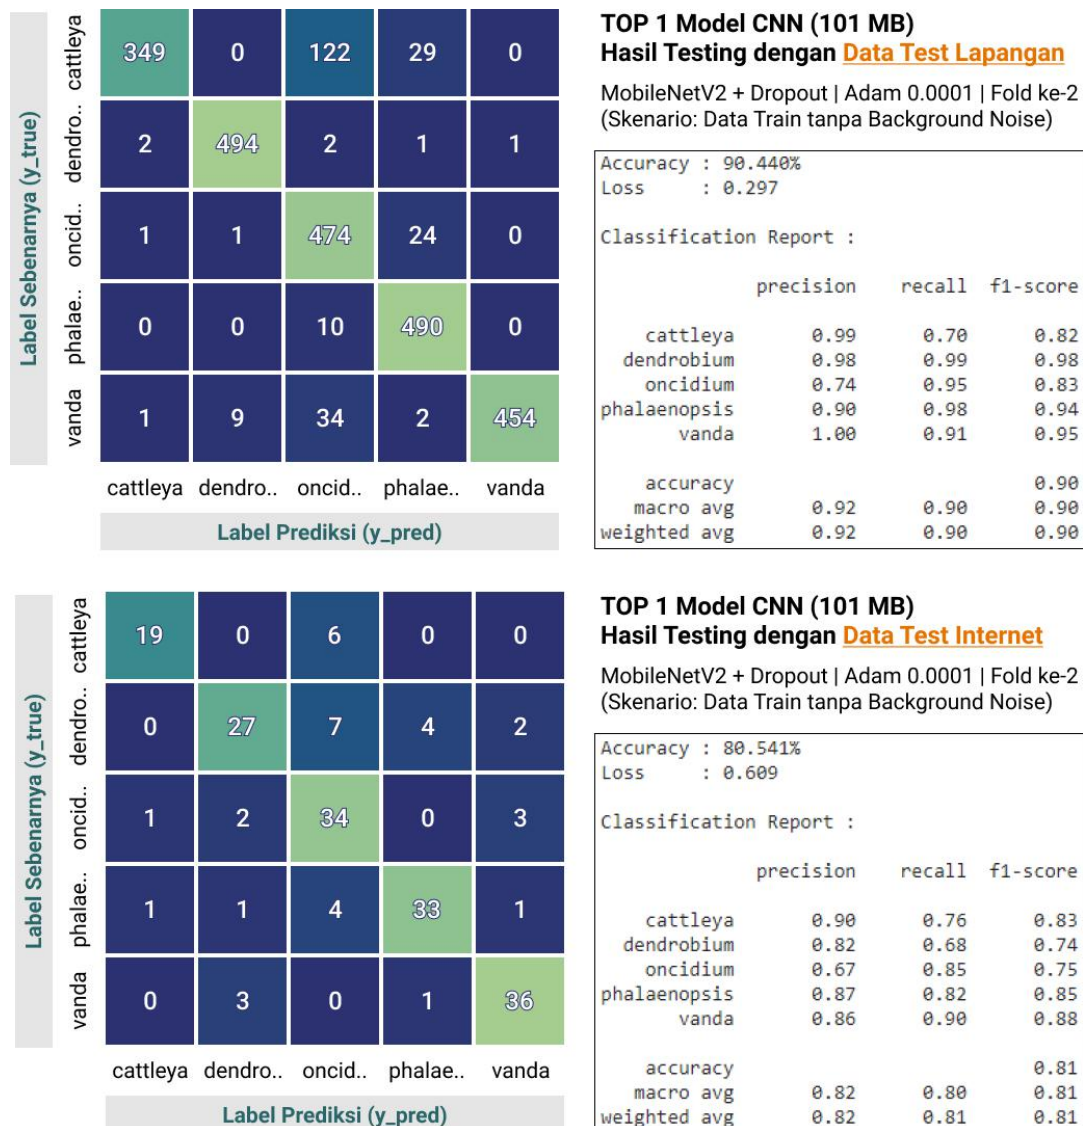 Label Sebenarnya (y_true)
cattleya 349 0 122 29 0
dendro.. 2 494 2 1 1
oncid.. 1 1 474 24 0
phalae.. 0 0 10 490 0
vanda 1 9 34 2 454
cattleya dendro.. oncid.. phalae.. vanda
Label Prediksi (y_pred)
TOP 1 Model CNN (101 MB)
Hasil Testing dengan Data Test Lapangan
MobileNetV2 + Dropout | Adam 0.0001 | Fold ke-2
(Skenario: Data Train tanpa Background Noise)
Accuracy : 90.440%
Loss : 0.297
Classification Report :
precision recall f1-score
cattleya 0.99 0.70 0.82
dendrobium 0.98 0.99 0.98
oncidium 0.74 0.95 0.83
phalaenopsis 0.90 0.98 0.94
vanda 1.00 0.91 0.95
accuracy 0.90
macro avg 0.92 0.90 0.90
weighted avg 0.92 0.90 0.90
Label Sebenarnya (y_true)
cattleya 19 0 6 0 0
dendro.. 0 27 7 4 2
oncid.. 1 2 34 0 3
phalae.. 1 1 4 33 1
vanda 0 3 0 1 36
cattleya dendro.. oncid.. phalae.. vanda
Label Prediksi (y_pred)
TOP 1 Model CNN (101 MB)
Hasil Testing dengan Data Test Internet
MobileNetV2 + Dropout | Adam 0.0001 | Fold ke-2
(Skenario: Data Train tanpa Background Noise)
Accuracy : 80.541%
Loss : 0.609
Classification Report :
precision recall f1-score
cattleya 0.90 0.76 0.83
dendrobium 0.82 0.68 0.74
oncidium 0.67 0.85 0.75
phalaenopsis 0.87 0.82 0.85
vanda 0.86 0.90 0.88
accuracy 0.81
macro avg 0.82 0.80 0.81
weighted avg 0.82 0.81 0.81